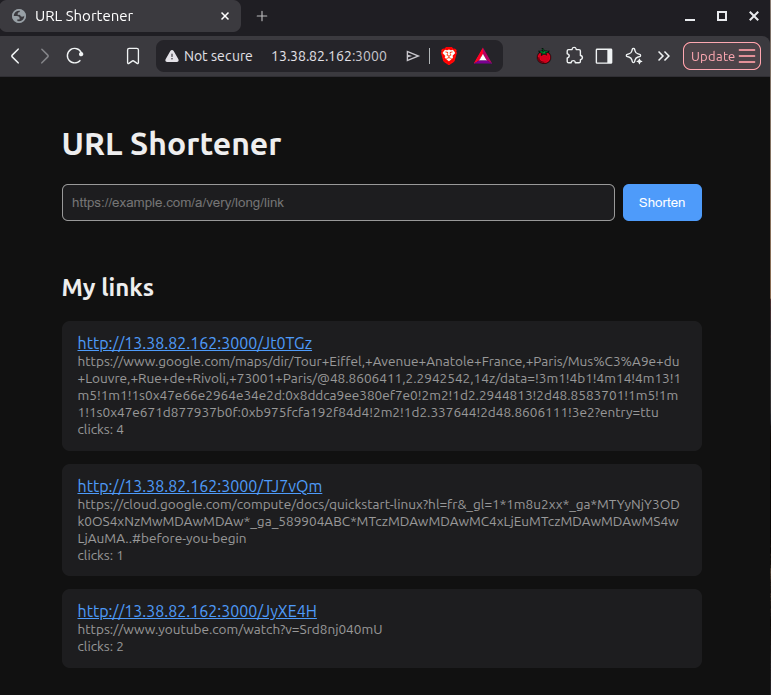 URL Shortener
Not secure 13.38.82.162:3000
Update
URL Shortener
https://example.com/a/very/long/link
Shorten
My links
http://13.38.82.162:3000/Jt0TGz
https://www.google.com/maps/dir/Tour+Eiffel,+Avenue+Anatole+France,+Paris/Mus%C3%A9e+du
+Louvre,+Rue+de+Rivoli,+73001+Paris/@48.8606411,2.2942542,14z/data=!3m1!4b1!4m14!4m13!1
m5!1m1!1s0x47e66e2964e34e2d:0x8ddca9ee380ef7e0!2m2!1d2.2944813!2d48.8583701!1m5!1m
1!1s0x47e671d877937b0f:0xb975fcfa192f84d4!2m2!1d2.337644!2d48.8606111!3e2?entry=ttu
clicks: 4
http://13.38.82.162:3000/TJ7vQm
https://cloud.google.com/compute/docs/quickstart-linux?hl=fr&_gl=1*1m8u2xx*_ga*MTYyNjY3OD
k0OS4xNzMwMDAwMDAw*_ga_589904ABC*MTczMDAwMDAwMC4xLjEuMTczMDAwMDAwMS4w
LjAuMA..#before-you-begin
clicks: 1
http://13.38.82.162:3000/JyXE4H
https://www.youtube.com/watch?v=Srd8nj040mU
clicks: 2